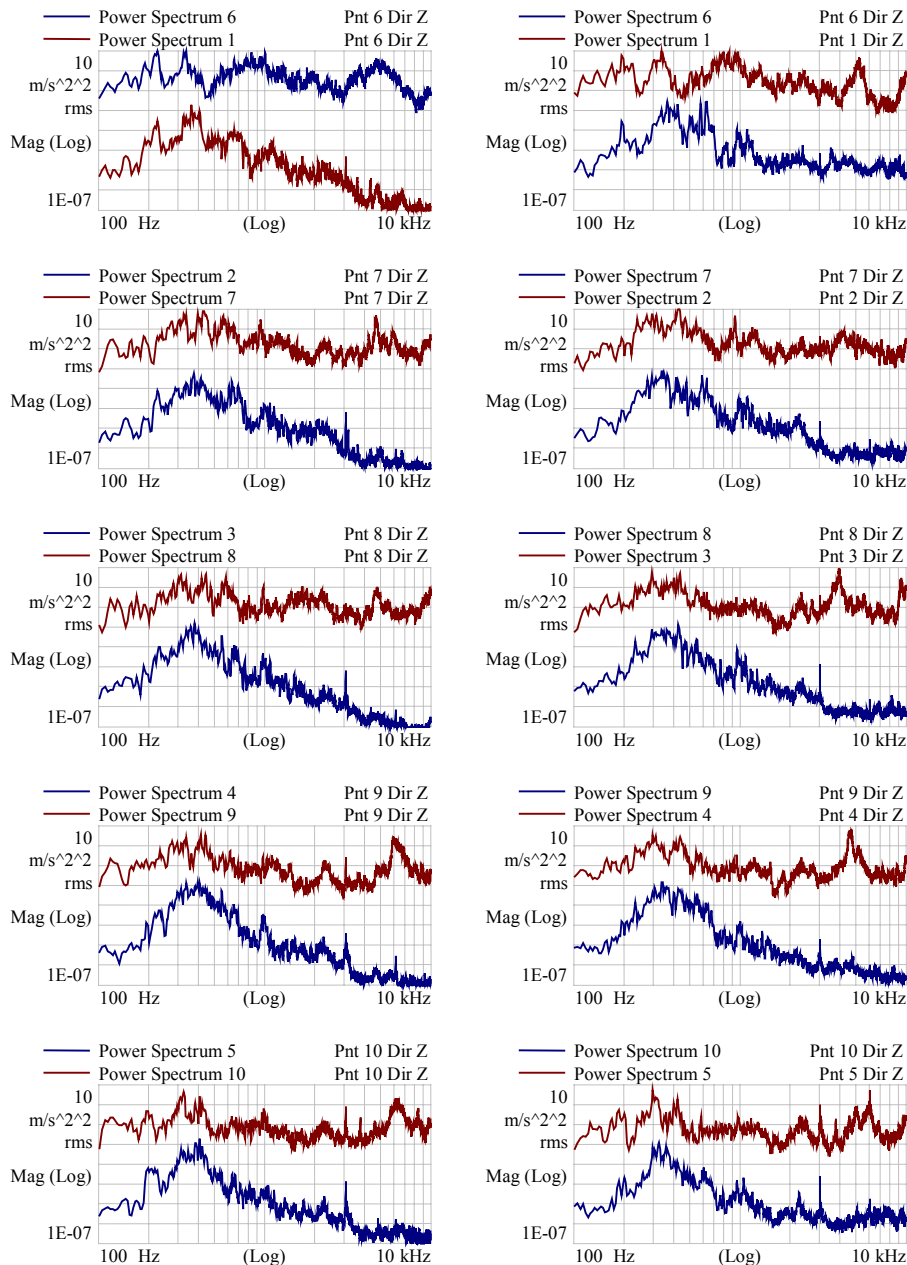 Power Spectrum 6 Pnt 6 Dir Z
Power Spectrum 1 Pnt 6 Dir Z
10
m/s^2^2
rms
Mag (Log)
1E-07
100 Hz (Log) 10 kHz
Power Spectrum 6 Pnt 6 Dir Z
Power Spectrum 1 Pnt 1 Dir Z
10
m/s^2^2
rms
Mag (Log)
1E-07
100 Hz (Log) 10 kHz
Power Spectrum 2 Pnt 7 Dir Z
Power Spectrum 7 Pnt 7 Dir Z
10
m/s^2^2
rms
Mag (Log)
1E-07
100 Hz (Log) 10 kHz
Power Spectrum 7 Pnt 7 Dir Z
Power Spectrum 2 Pnt 2 Dir Z
10
m/s^2^2
rms
Mag (Log)
1E-07
100 Hz (Log) 10 kHz
Power Spectrum 3 Pnt 8 Dir Z
Power Spectrum 8 Pnt 8 Dir Z
10
m/s^2^2
rms
Mag (Log)
1E-07
100 Hz (Log) 10 kHz
Power Spectrum 8 Pnt 8 Dir Z
Power Spectrum 3 Pnt 3 Dir Z
10
m/s^2^2
rms
Mag (Log)
1E-07
100 Hz (Log) 10 kHz
Power Spectrum 4 Pnt 9 Dir Z
Power Spectrum 9 Pnt 9 Dir Z
10
m/s^2^2
rms
Mag (Log)
1E-07
100 Hz (Log) 10 kHz
Power Spectrum 9 Pnt 9 Dir Z
Power Spectrum 4 Pnt 4 Dir Z
10
m/s^2^2
rms
Mag (Log)
1E-07
100 Hz (Log) 10 kHz
Power Spectrum 5 Pnt 10 Dir Z
Power Spectrum 10 Pnt 10 Dir Z
10
m/s^2^2
rms
Mag (Log)
1E-07
100 Hz (Log) 10 kHz
Power Spectrum 10 Pnt 10 Dir Z
Power Spectrum 5 Pnt 5 Dir Z
10
m/s^2^2
rms
Mag (Log)
1E-07
100 Hz (Log) 10 kHz